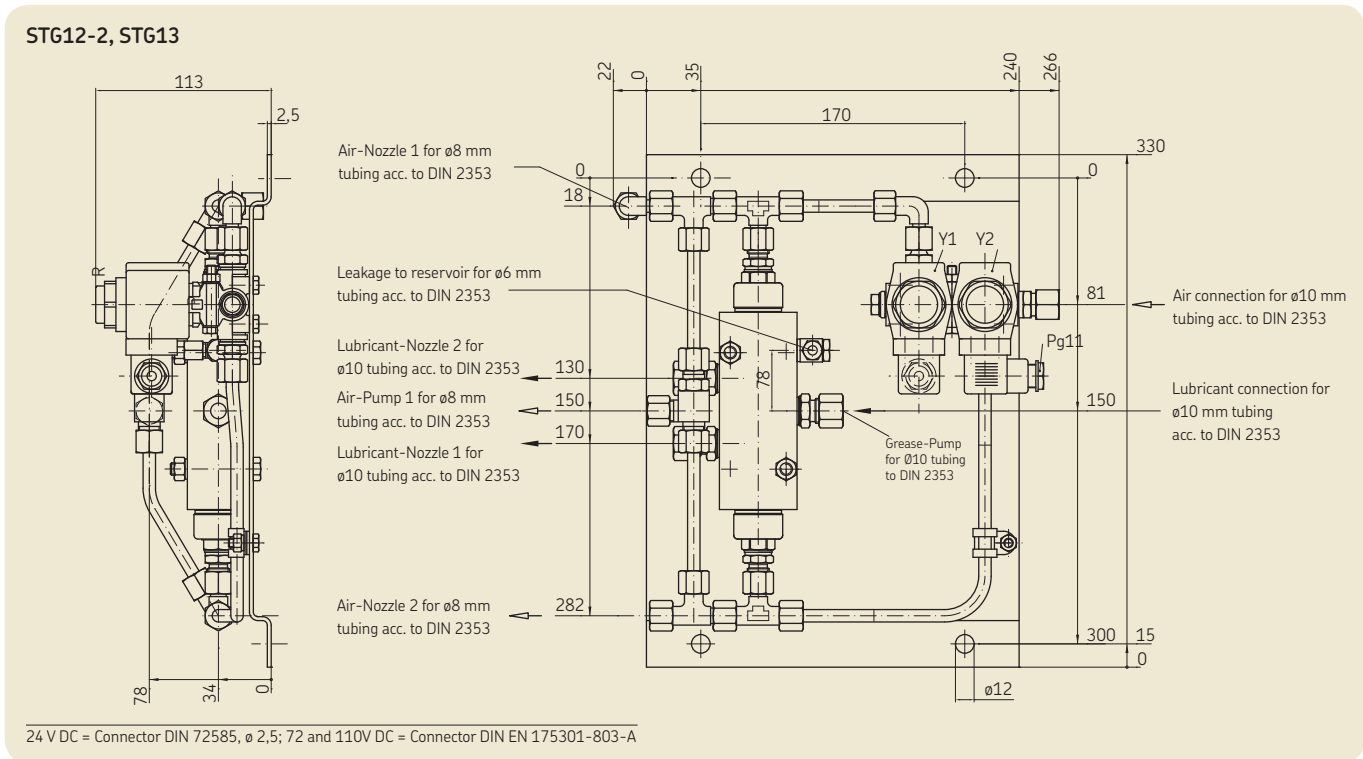 STG12-2, STG13
113
2,5
R
78
34
0
22
0
35
240
266
170
330
Air-Nozzle 1 for ø8 mm
tubing acc. to DIN 2353
0
18
0
Y1
Y2
Leakage to reservoir for ø6 mm
tubing acc. to DIN 2353
81
Air connection for ø10 mm
tubing acc. to DIN 2353
Pg11
Lubricant-Nozzle 2 for
ø10 tubing acc. to DIN 2353
130
78
Air-Pump 1 for ø8 mm
tubing acc. to DIN 2353
150
150
Lubricant connection for
ø10 mm tubing
acc. to DIN 2353
Lubricant-Nozzle 1 for
ø10 tubing acc. to DIN 2353
170
Grease-Pump
for Ø10 tubing
to DIN 2353
Air-Nozzle 2 for ø8 mm
tubing acc. to DIN 2353
282
300
15
0
ø12
24 V DC = Connector DIN 72585, ø 2,5; 72 and 110V DC = Connector DIN EN 175301-803-A